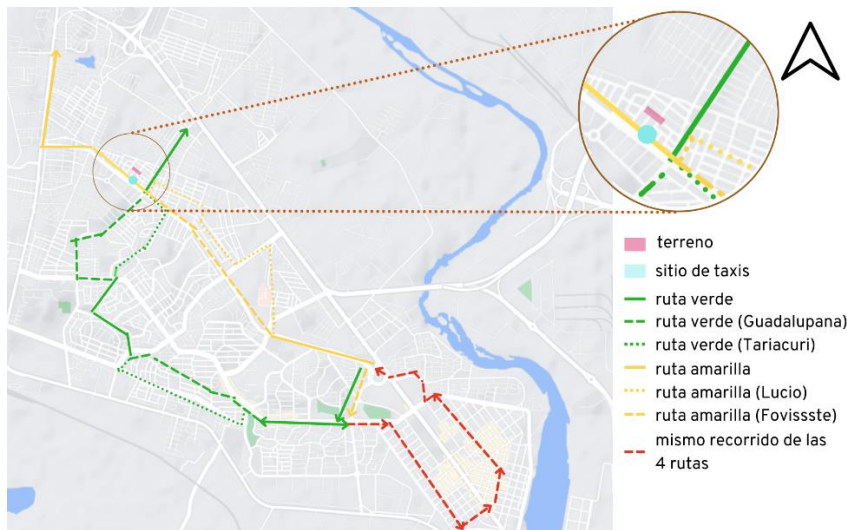 terreno
sitio de taxis
ruta verde
ruta verde (Guadalupana)
ruta verde (Tariacuri)
ruta amarilla
ruta amarilla (Lucio)
ruta amarilla (Fovissste)
mismo recorrido de las
4 rutas